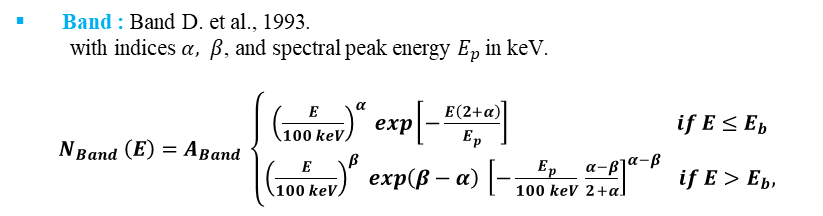 ▪ Band : Band D. et al., 1993.
with indices α, β, and spectral peak energy E_p in keV.
N_Band (E) = A_Band { (E / 100 keV)^α exp[− E(2+α) / E_p] if E ≤ E_b
(E / 100 keV)^β exp(β − α) [− E_p / 100 keV α−β / 2+α]^α−β if E > E_b,